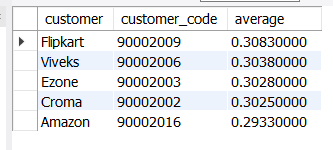 customer customer_code average
Flipkart 90002009 0.30830000
Viveks 90002006 0.30380000
Ezone 90002003 0.30280000
Croma 90002002 0.30250000
Amazon 90002016 0.29330000